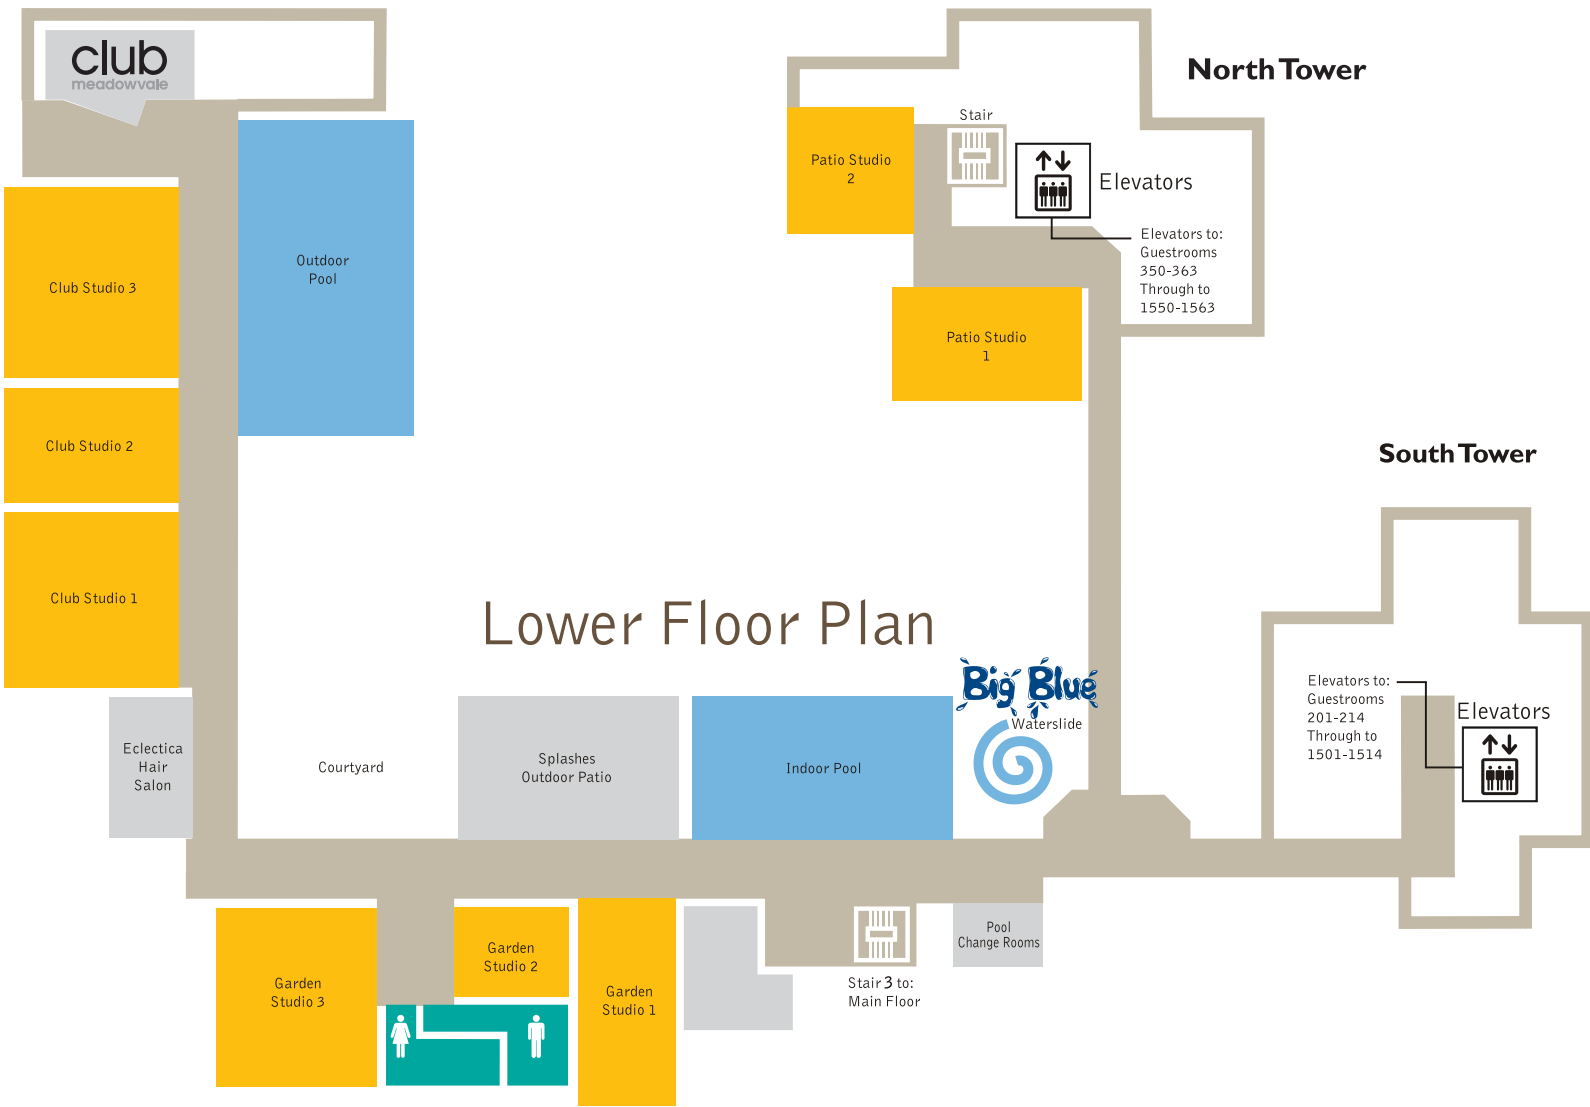 club
meadowvale
North Tower
Stair
Patio Studio
2
Elevators
Elevators to:
Guestrooms
350-363
Through to
1550-1563
Outdoor
Pool
Club Studio 3
Patio Studio
1
Club Studio 2
South Tower
Club Studio 1
Lower Floor Plan
Big Blue
Waterslide
Elevators to:
Guestrooms
201-214
Through to
1501-1514
Elevators
Eclectica
Hair
Salon
Courtyard
Splashes
Outdoor Patio
Indoor Pool
Pool
Change Rooms
Garden
Studio 2
Garden
Studio 3
Garden
Studio 1
Stair 3 to:
Main Floor